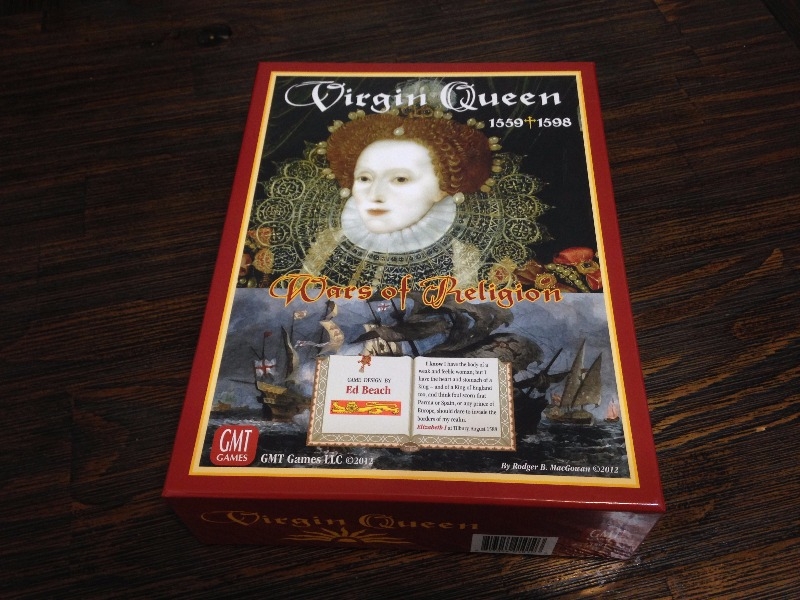 Virgin Queen
1559†1598
Wars of Religion
GAME DESIGN BY
Ed Beach
I know I have the body of a
weak and feeble woman; but I
have the heart and stomach of a
king – and of a King of England
too, and think foul scorn that
Parma or Spain, or any prince of
Europe, should dare to invade the
borders of my realm.
Elizabeth I at Tilbury, August 1588
GMT
GAMES
GMT Games LLC ©2012
By Rodger B. MacGowan ©2012
Virgin Queen